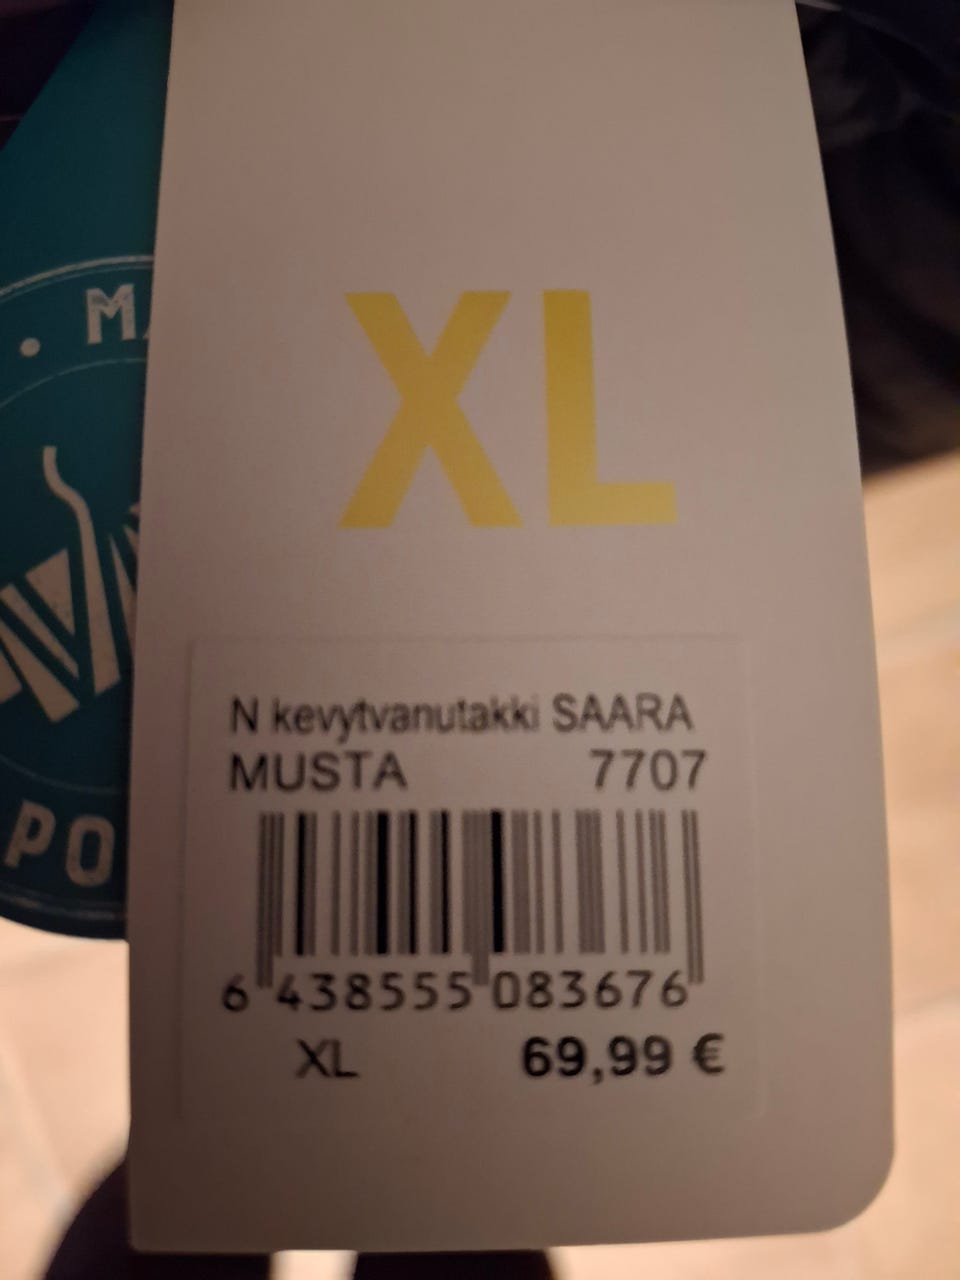 XL
N kevytvanutakki SAARA
MUSTA 7707
6 438555 083676
XL 69,99 €